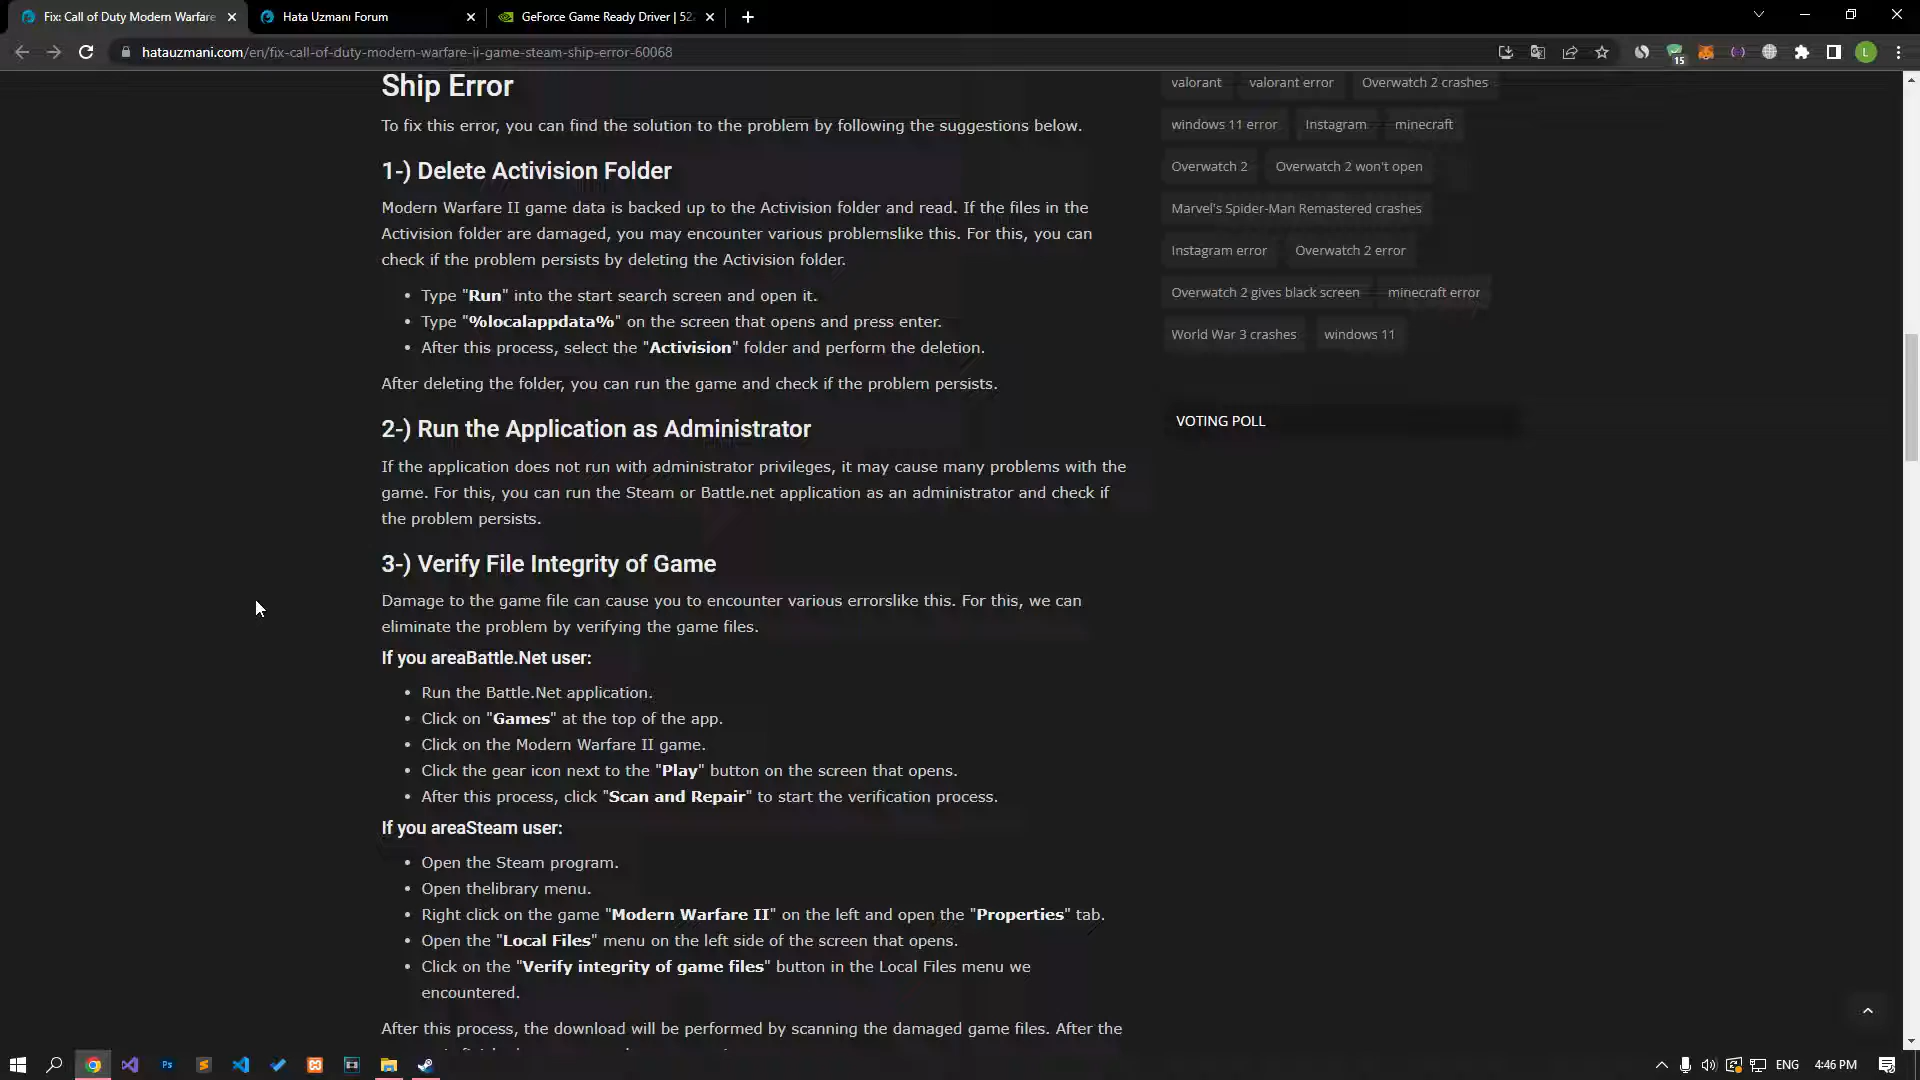 Fix: Call of Duty Modern Warfare
Hata Uzmanı Forum
GeForce Game Ready Driver | 52
hatauzmani.com/en/fix-call-of-duty-modern-warfare-ii-game-steam-ship-error-60068
15
L
Ship Error
To fix this error, you can find the solution to the problem by following the suggestions below.
1-) Delete Activision Folder
Modern Warfare II game data is backed up to the Activision folder and read. If the files in the
Activision folder are damaged, you may encounter various problemslike this. For this, you can
check if the problem persists by deleting the Activision folder.
• Type "Run" into the start search screen and open it.
• Type "%localappdata%" on the screen that opens and press enter.
• After this process, select the "Activision" folder and perform the deletion.
After deleting the folder, you can run the game and check if the problem persists.
2-) Run the Application as Administrator
If the application does not run with administrator privileges, it may cause many problems with the
game. For this, you can run the Steam or Battle.net application as an administrator and check if
the problem persists.
3-) Verify File Integrity of Game
Damage to the game file can cause you to encounter various errorslike this. For this, we can
eliminate the problem by verifying the game files.
If you areaBattle.Net user:
• Run the Battle.Net application.
• Click on "Games" at the top of the app.
• Click on the Modern Warfare II game.
• Click the gear icon next to the "Play" button on the screen that opens.
• After this process, click "Scan and Repair" to start the verification process.
If you areaSteam user:
• Open the Steam program.
• Open thelibrary menu.
• Right click on the game "Modern Warfare II" on the left and open the "Properties" tab.
• Open the "Local Files" menu on the left side of the screen that opens.
• Click on the "Verify integrity of game files" button in the Local Files menu we
encountered.
After this process, the download will be performed by scanning the damaged game files. After the
valorant valorant error Overwatch 2 crashes
windows 11 error Instagram minecraft
Overwatch 2 Overwatch 2 won't open
Marvel's Spider-Man Remastered crashes
Instagram error Overwatch 2 error
Overwatch 2 gives black screen minecraft error
World War 3 crashes windows 11
VOTING POLL
Ps
ENG
4:46 PM